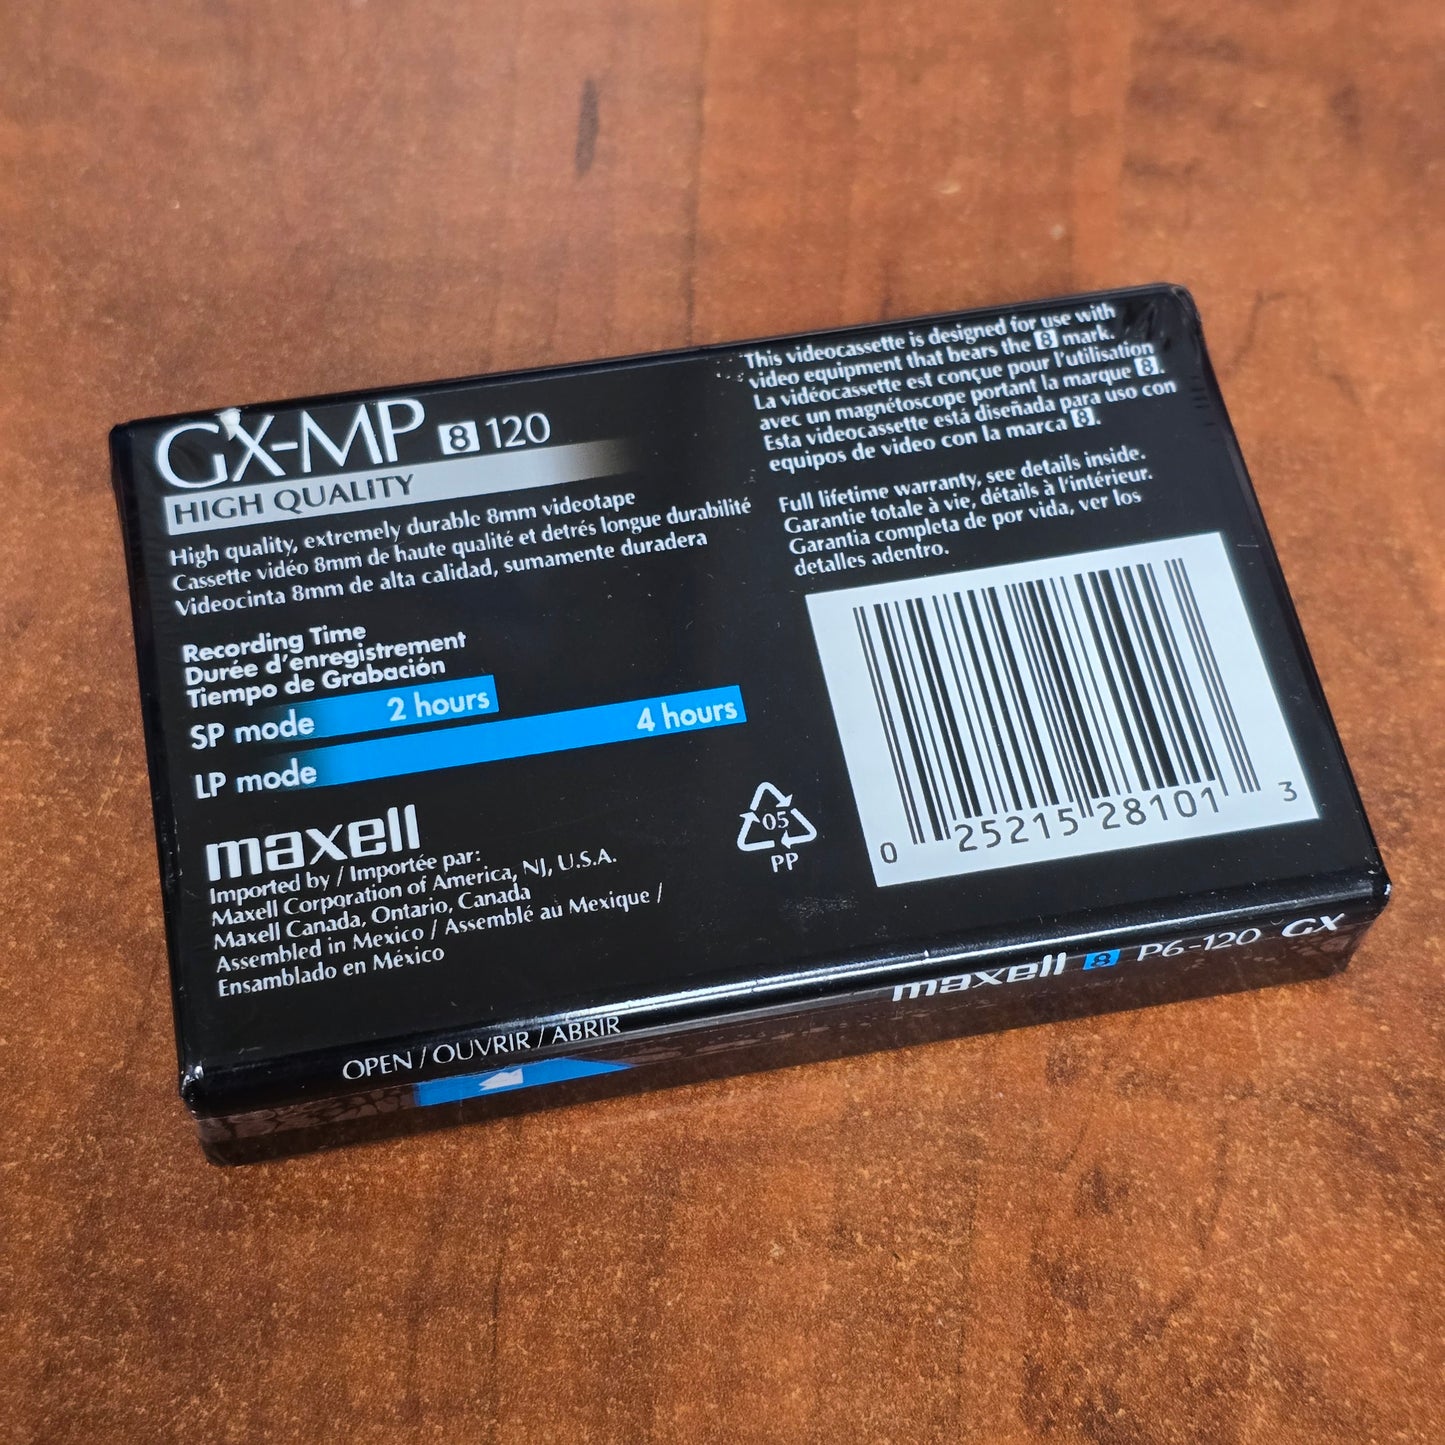 GX-MP 8 120
HIGH QUALITY
High quality, extremely durable 8mm videotape
Cassette vidéo 8mm de haute qualité et detrés longue durabilité
Videocinta 8mm de alta calidad, sumamente duradera
Recording Time
Durée d'enregistrement
Tiempo de Grabación
SP mode 2 hours
LP mode 4 hours
maxell
Imported by / Importée par:
Maxell Corporation of America, NJ, U.S.A.
Maxell Canada, Ontario, Canada
Assembled in Mexico / Assemblé au Mexique /
Ensamblado en México
This videocassette is designed for use with
video equipment that bears the 8 mark.
La vidéocassette est conçue pour l'utilisation
avec un magnétoscope portant la marque 8.
Esta videocassette está diseñada para uso con
equipos de video con la marca 8.
Full lifetime warranty, see details inside.
Garantie totale à vie, détails à l'intérieur.
Garantia completa de por vida, ver los
detalles adentro.
05
PP
0 25215 28101 3
OPEN / OUVRIR / ABRIR
maxell 8 P6-120 GX